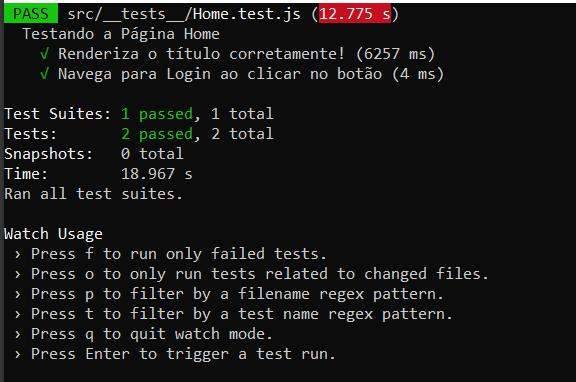 PASS src/__tests__/Home.test.js (12.775 s)
Testando a Página Home
√ Renderiza o título corretamente! (6257 ms)
√ Navega para Login ao clicar no botão (4 ms)
Test Suites: 1 passed, 1 total
Tests: 2 passed, 2 total
Snapshots: 0 total
Time: 18.967 s
Ran all test suites.
Watch Usage
› Press f to run only failed tests.
› Press o to only run tests related to changed files.
› Press p to filter by a filename regex pattern.
› Press t to filter by a test name regex pattern.
› Press q to quit watch mode.
› Press Enter to trigger a test run.